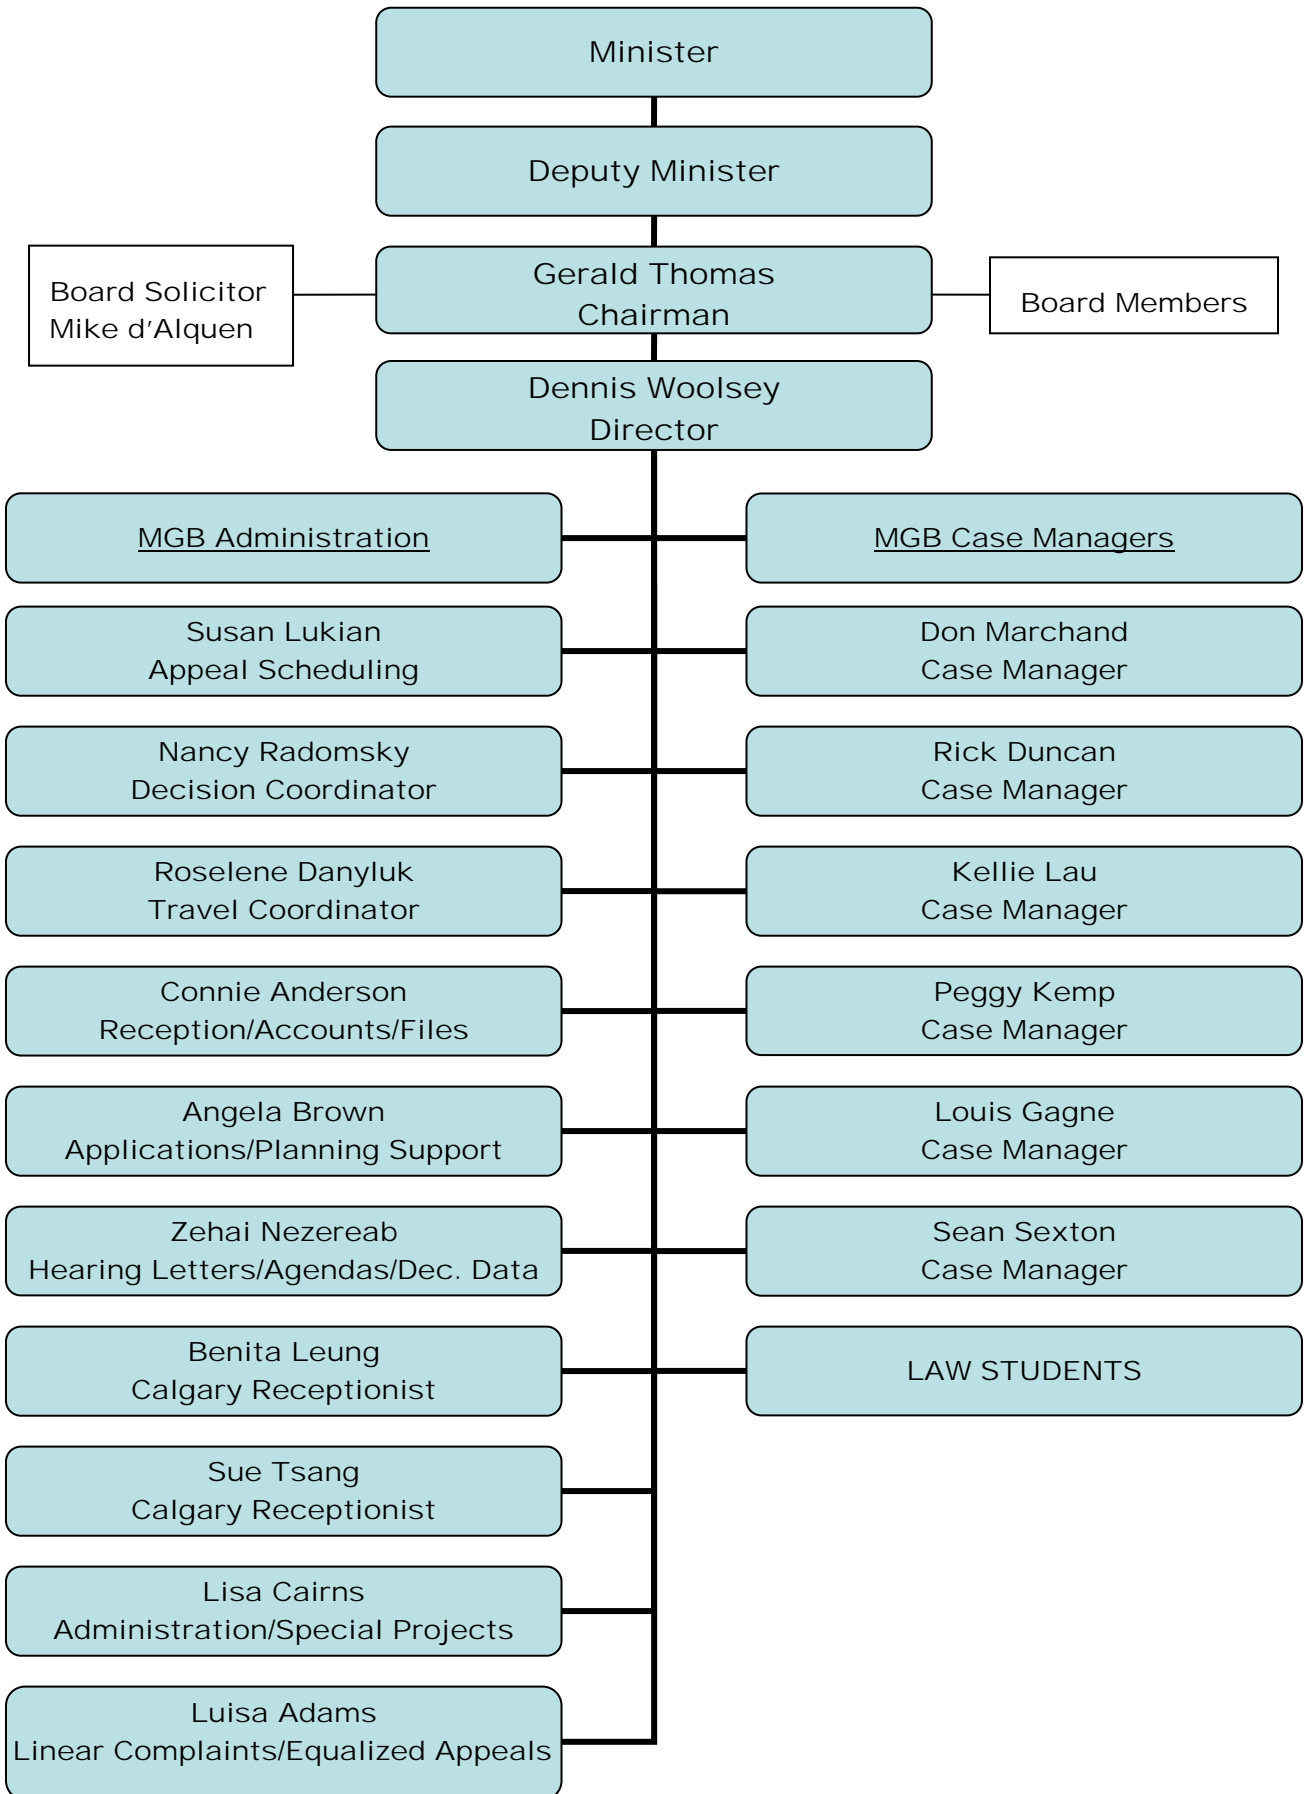 Minister
Deputy Minister
Board Solicitor
Mike d'Alquen
Gerald Thomas
Chairman
Board Members
Dennis Woolsey
Director
MGB Administration
MGB Case Managers
Susan Lukian
Appeal Scheduling
Don Marchand
Case Manager
Nancy Radomsky
Decision Coordinator
Rick Duncan
Case Manager
Roselene Danyluk
Travel Coordinator
Kellie Lau
Case Manager
Connie Anderson
Reception/Accounts/Files
Peggy Kemp
Case Manager
Angela Brown
Applications/Planning Support
Louis Gagne
Case Manager
Zehai Nezereab
Hearing Letters/Agendas/Dec. Data
Sean Sexton
Case Manager
Benita Leung
Calgary Receptionist
LAW STUDENTS
Sue Tsang
Calgary Receptionist
Lisa Cairns
Administration/Special Projects
Luisa Adams
Linear Complaints/Equalized Appeals